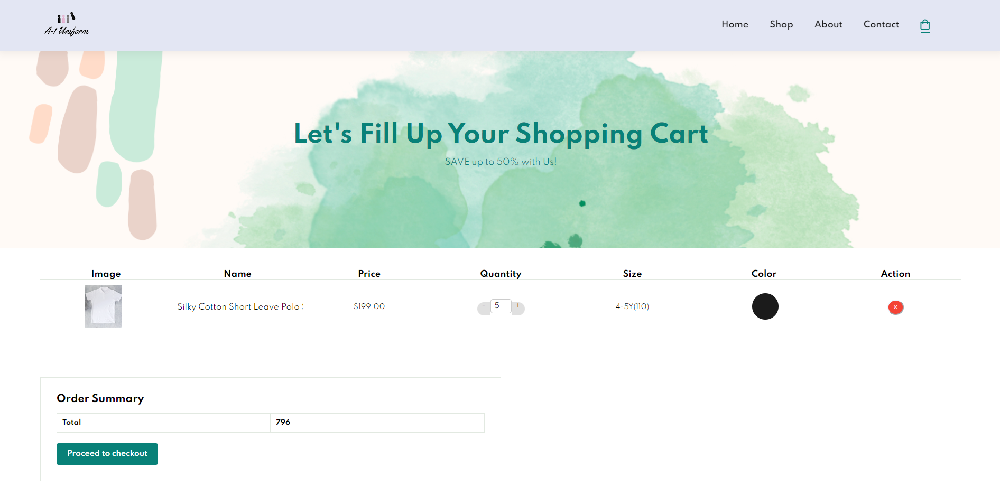 A-1 Uniform
Home Shop About Contact
Let's Fill Up Your Shopping Cart
SAVE up to 50% with Us!
Image Name Price Quantity Size Color Action
Silky Cotton Short Leave Polo $199.00 - 5 + 4-5Y(110) x
Order Summary
Total 796
Proceed to checkout